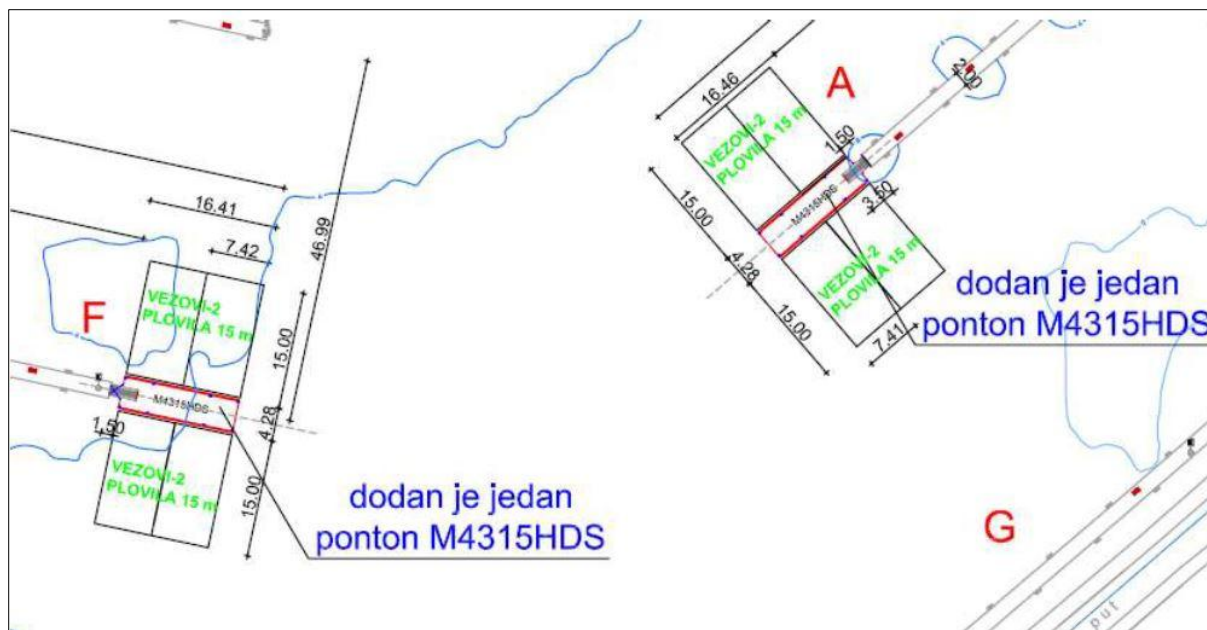 16.41
7.42
46.99
F
VEZOVI-2
PLOVILA 15 m
15.00
M4315HDS
4.28
1.50
VEZOVI-2
PLOVILA 15 m
15.00
dodan je jedan
ponton M4315HDS
16.46
A
2.00
VEZOVI-2
PLOVILA 15 m
1.50
3.50
M4315HDS
15.00
4.28
VEZOVI-2
PLOVILA 15 m
15.00
7.41
dodan je jedan
ponton M4315HDS
G
put